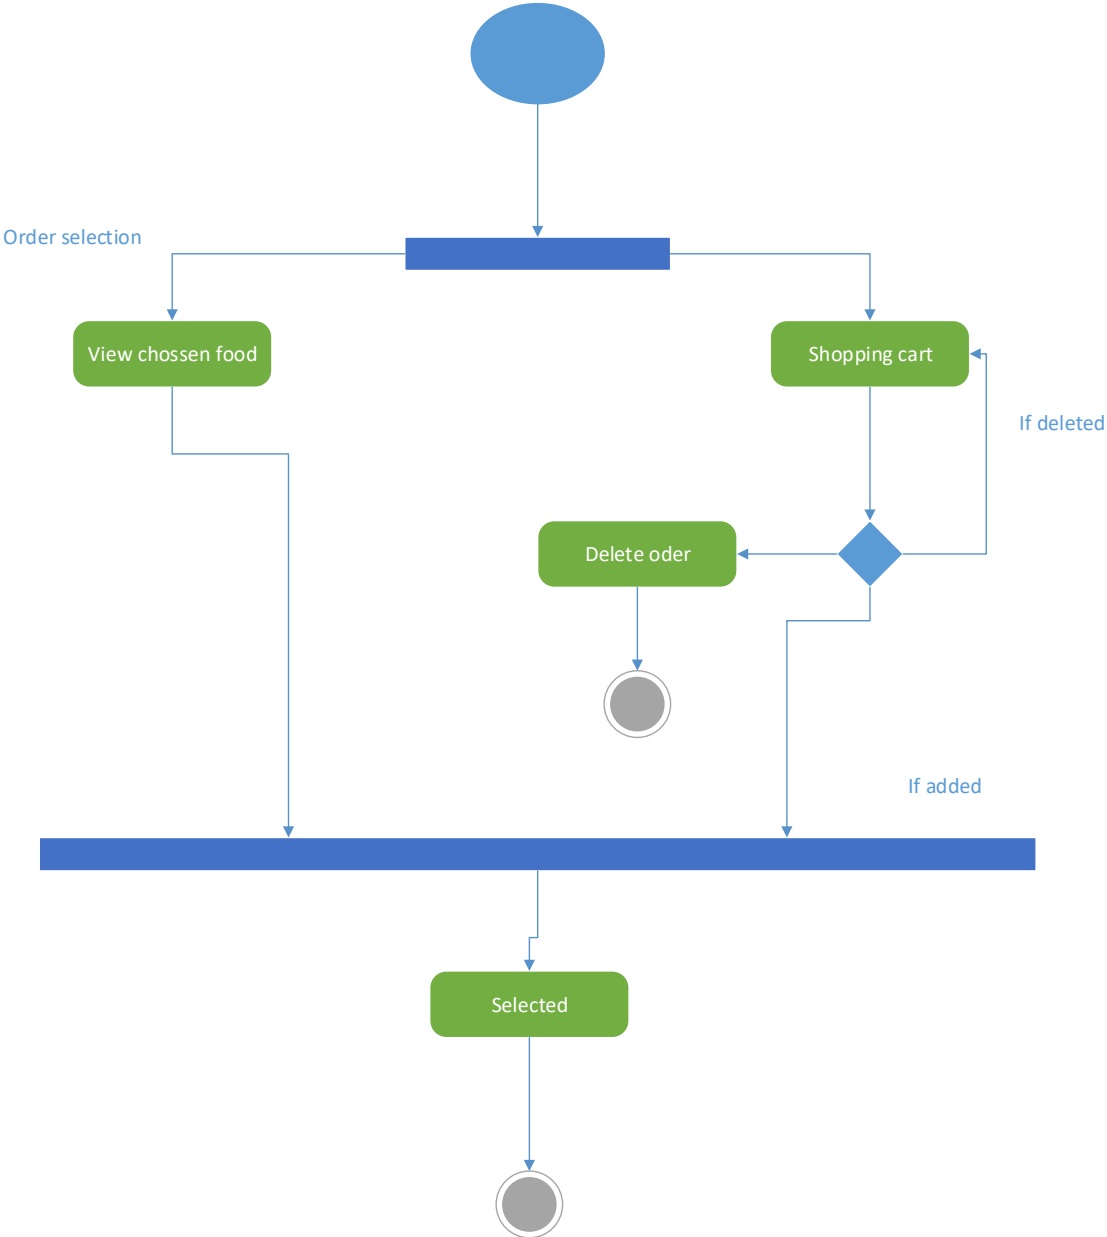 Order selection
View chossen food
Shopping cart
If deleted
Delete oder
If added
Selected